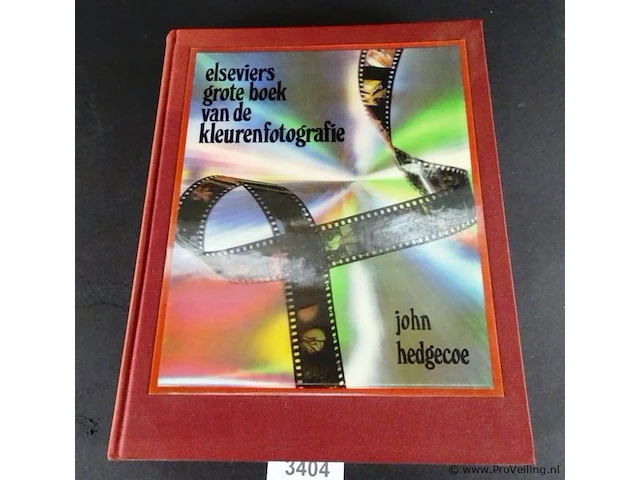 elseviers
grote boek
van de
kleurenfotografie
john
hedgecoe
3404
© www.ProVeiling.nl